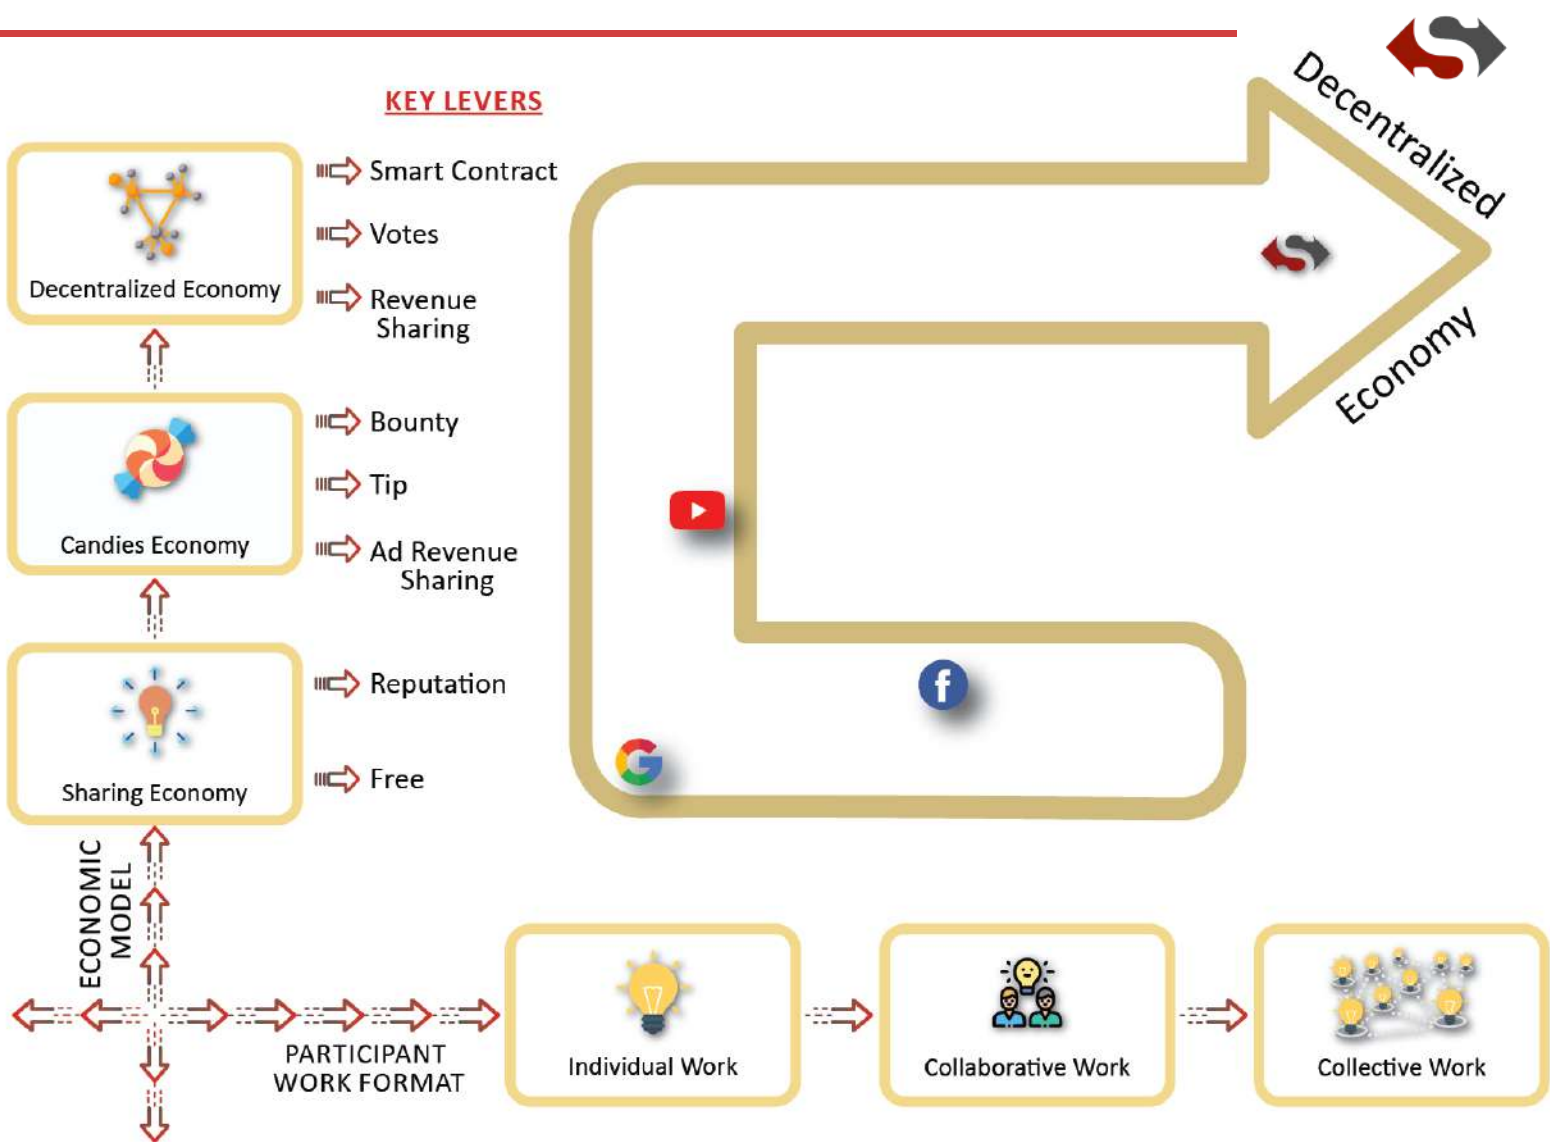 KEY LEVERS
Decentralized Economy
Smart Contract
Votes
Revenue
Sharing
Candies Economy
Bounty
Tip
Ad Revenue
Sharing
Sharing Economy
Reputation
Free
Decentralized
Economy
ECONOMIC
MODEL
PARTICIPANT
WORK FORMAT
Individual Work
Collaborative Work
Collective Work